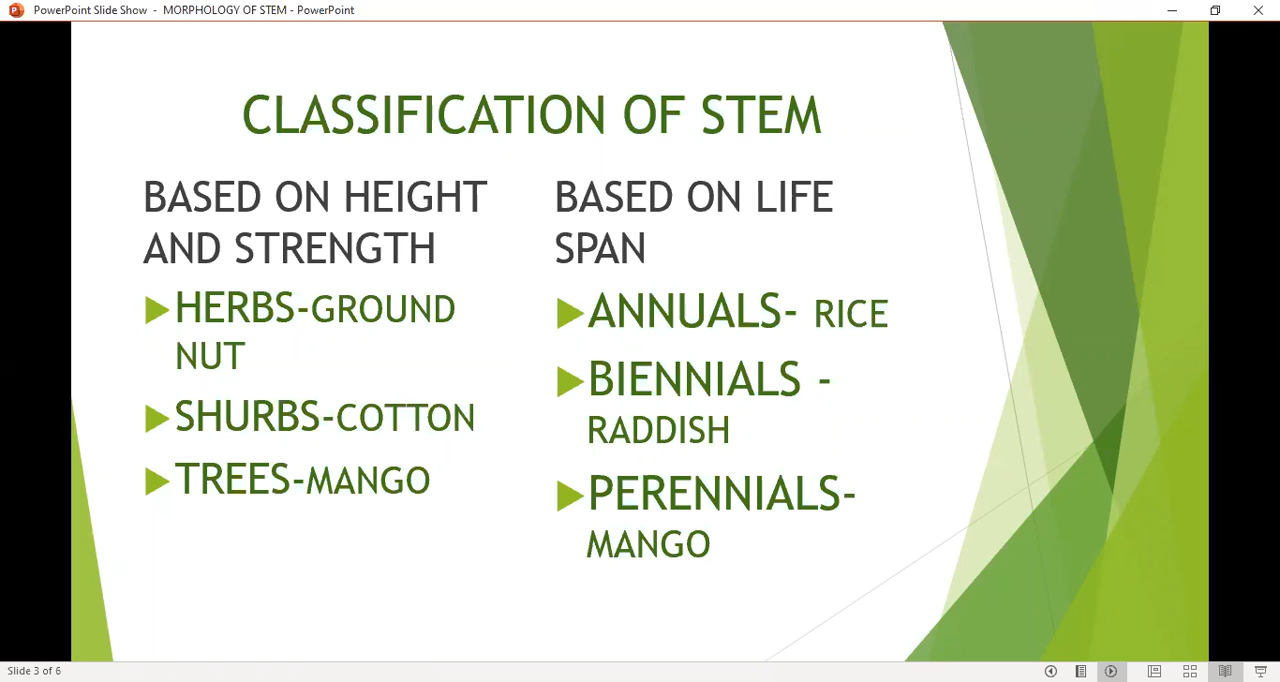 PowerPoint Slide Show - MORPHOLOGY OF STEM - PowerPoint
CLASSIFICATION OF STEM
BASED ON HEIGHT
AND STRENGTH
HERBS-GROUND
NUT
SHURBS-COTTON
TREES-MANGO
BASED ON LIFE
SPAN
ANNUALS- RICE
BIENNIALS -
RADDISH
PERENNIALS-
MANGO
Slide 3 of 6